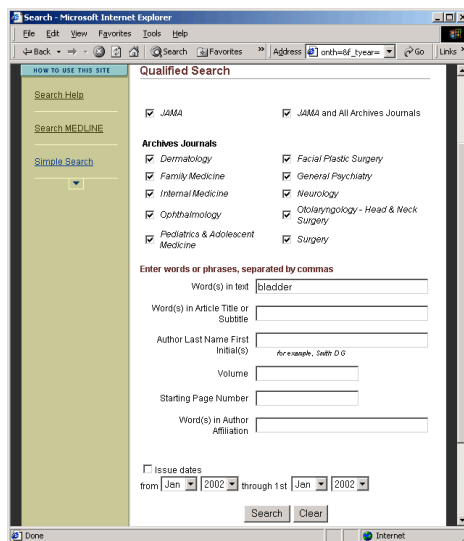 Search - Microsoft Internet Explorer
File Edit View Favorites Tools Help
Back Search Favorites » Address onth=&f_tyear= Go Links »
HOW TO USE THIS SITE
Search Help
Search MEDLINE
Simple Search
Qualified Search
JAMA JAMA and All Archives Journals
Archives Journals
Dermatology Facial Plastic Surgery
Family Medicine General Psychiatry
Internal Medicine Neurology
Ophthalmology Otolaryngology - Head & Neck
Surgery
Pediatrics & Adolescent
Medicine Surgery
Enter words or phrases, separated by commas
Word(s) in text bladder
Word(s) in Article Title or
Subtitle
Author Last Name First
Initial(s)
for example, Smith D G
Volume
Starting Page Number
Word(s) in Author
Affiliation
Issue dates
from Jan 2002 through 1st Jan 2002
Search Clear
Done Internet